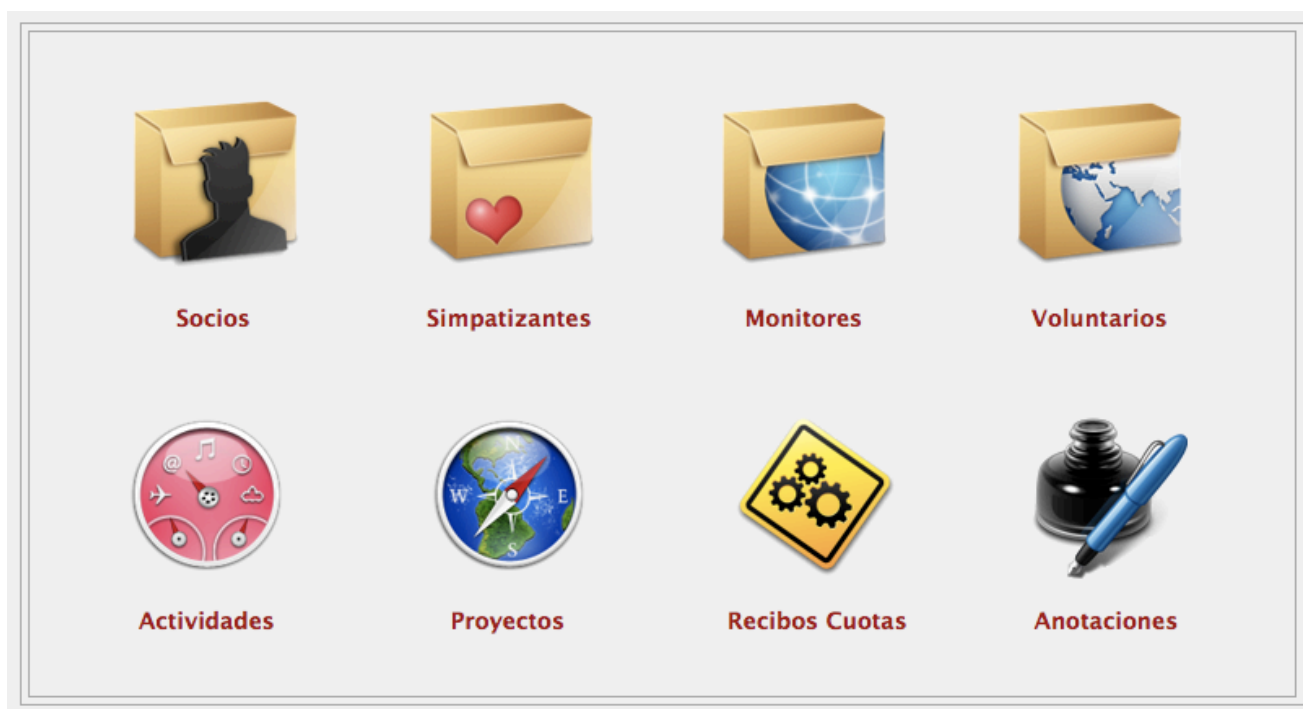 Socios
Simpatizantes
Monitores
Voluntarios
@
N
W E
S
Actividades
Proyectos
Recibos Cuotas
Anotaciones